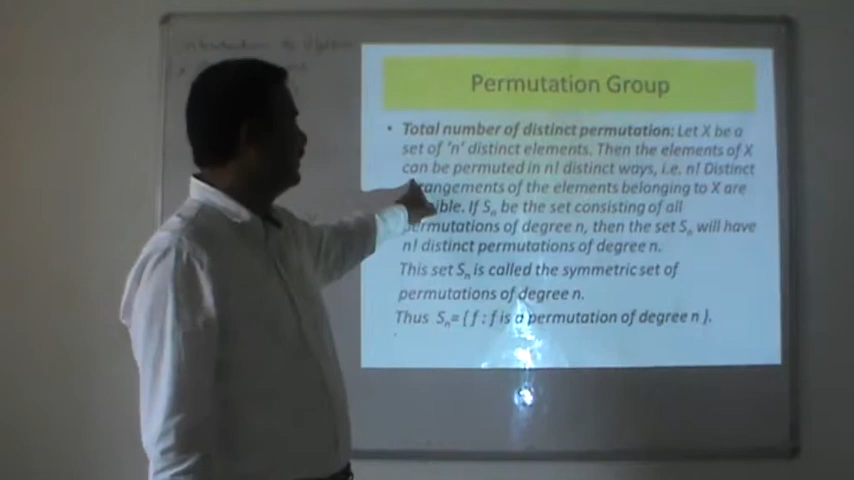 Permutation Group
• Total number of distinct permutation: Let X be a
set of 'n' distinct elements. Then the elements of X
can be permuted in n! distinct ways, i.e. n! Distinct
rangements of the elements belonging to X are
ible. If Sn be the set consisting of all
permutations of degree n, then the set Sn will have
n! distinct permutations of degree n.
This set Sn is called the symmetric set of
permutations of degree n.
Thus Sn= { f : f is a permutation of degree n }.